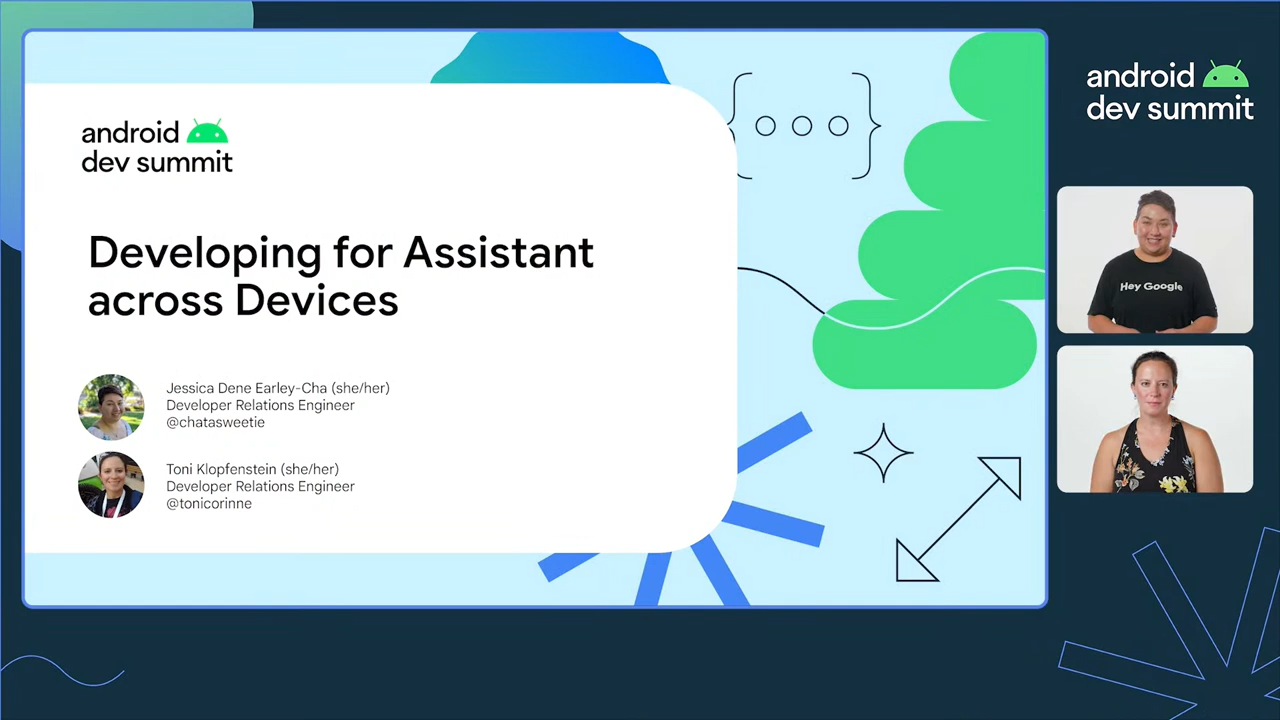 android
dev summit
Developing for Assistant
across Devices
Jessica Dene Earley-Cha (she/her)
Developer Relations Engineer
@chatasweetie
Toni Klopfenstein (she/her)
Developer Relations Engineer
@tonicorinne
android
dev summit
Hey Google